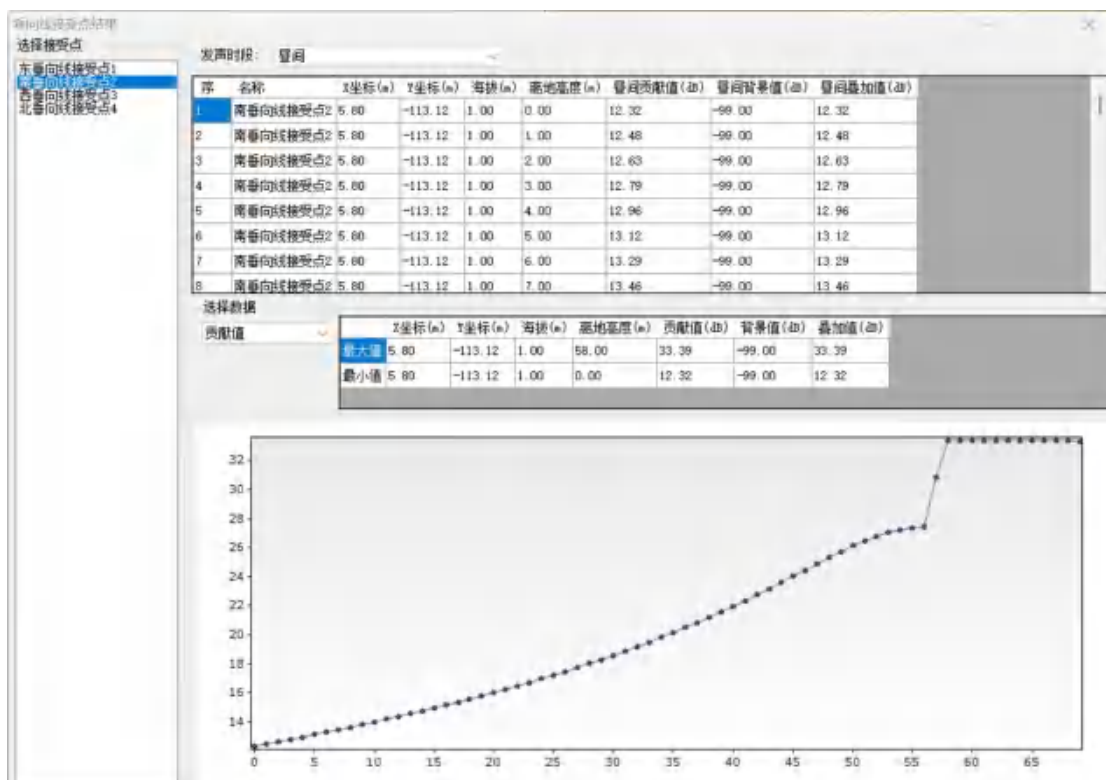 垂向线接受点结果
选择接受点
发声时段： 昼间
东垂向线接受点1
南垂向线接受点2
西垂向线接受点3
北垂向线接受点4
序 名称 X坐标(m) Y坐标(m) 海拔(m) 离地高度(m) 昼间贡献值(dB) 昼间背景值(dB) 昼间叠加值(dB)
1 南垂向线接受点2 5.80 -113.12 1.00 0.00 12.32 -99.00 12.32
2 南垂向线接受点2 5.80 -113.12 1.00 1.00 12.48 -99.00 12.48
3 南垂向线接受点2 5.80 -113.12 1.00 2.00 12.63 -99.00 12.63
4 南垂向线接受点2 5.80 -113.12 1.00 3.00 12.79 -99.00 12.79
5 南垂向线接受点2 5.80 -113.12 1.00 4.00 12.96 -99.00 12.96
6 南垂向线接受点2 5.80 -113.12 1.00 5.00 13.12 -99.00 13.12
7 南垂向线接受点2 5.80 -113.12 1.00 6.00 13.29 -99.00 13.29
8 南垂向线接受点2 5.80 -113.12 1.00 7.00 13.46 -99.00 13.46
选择数据
贡献值
X坐标(m) Y坐标(m) 海拔(m) 离地高度(m) 贡献值(dB) 背景值(dB) 叠加值(dB)
最大值 5.80 -113.12 1.00 58.00 33.39 -99.00 33.39
最小值 5.80 -113.12 1.00 0.00 12.32 -99.00 12.32
32
30
28
26
24
22
20
18
16
14
0 5 10 15 20 25 30 35 40 45 50 55 60 65